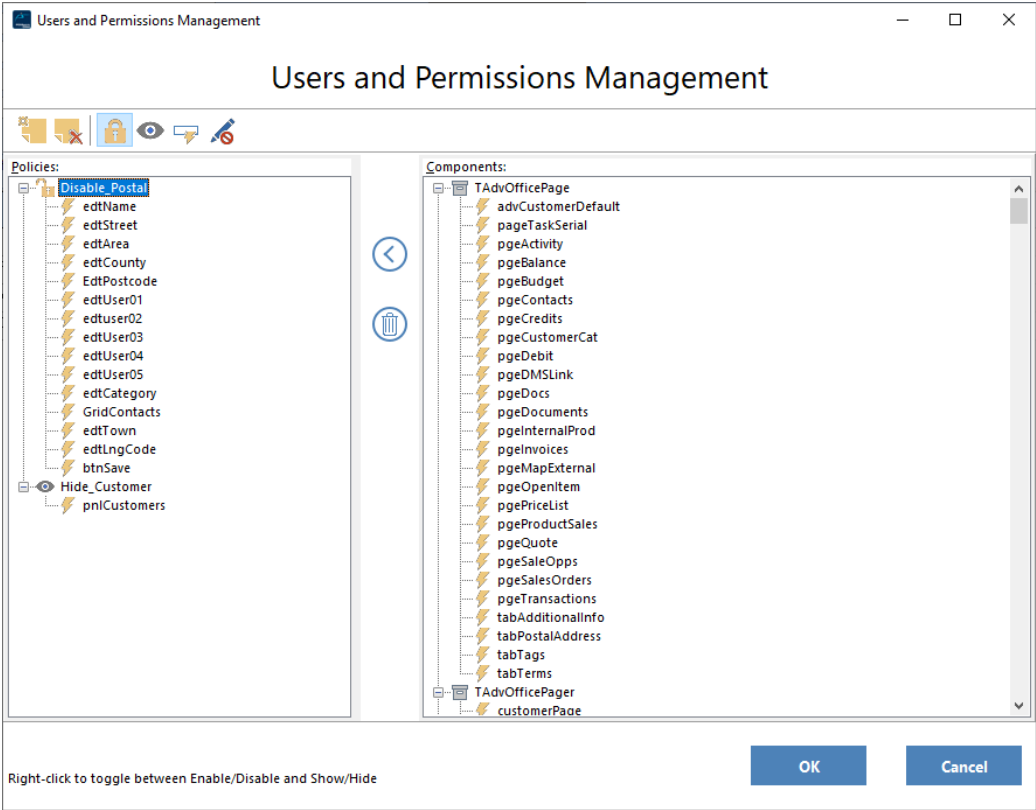 Users and Permissions Management
Users and Permissions Management
Policies:
Disable_Postal
edtName
edtStreet
edtArea
edtCounty
EdtPostcode
edtUser01
edtuser02
edtUser03
edtUser04
edtUser05
edtCategory
GridContacts
edtTown
edtLngCode
btnSave
Hide_Customer
pnlCustomers
Components:
TAdvOfficePage
advCustomerDefault
pageTaskSerial
pgeActivity
pgeBalance
pgeBudget
pgeContacts
pgeCredits
pgeCustomerCat
pgeDebit
pgeDMSLink
pgeDocs
pgeDocuments
pgeInternalProd
pgeInvoices
pgeMapExternal
pgeOpenItem
pgePriceList
pgeProductSales
pgeQuote
pgeSaleOpps
pgeSalesOrders
pgeTransactions
tabAdditionalInfo
tabPostalAddress
tabTags
tabTerms
TAdvOfficePager
customerPage
Right-click to toggle between Enable/Disable and Show/Hide
OK
Cancel